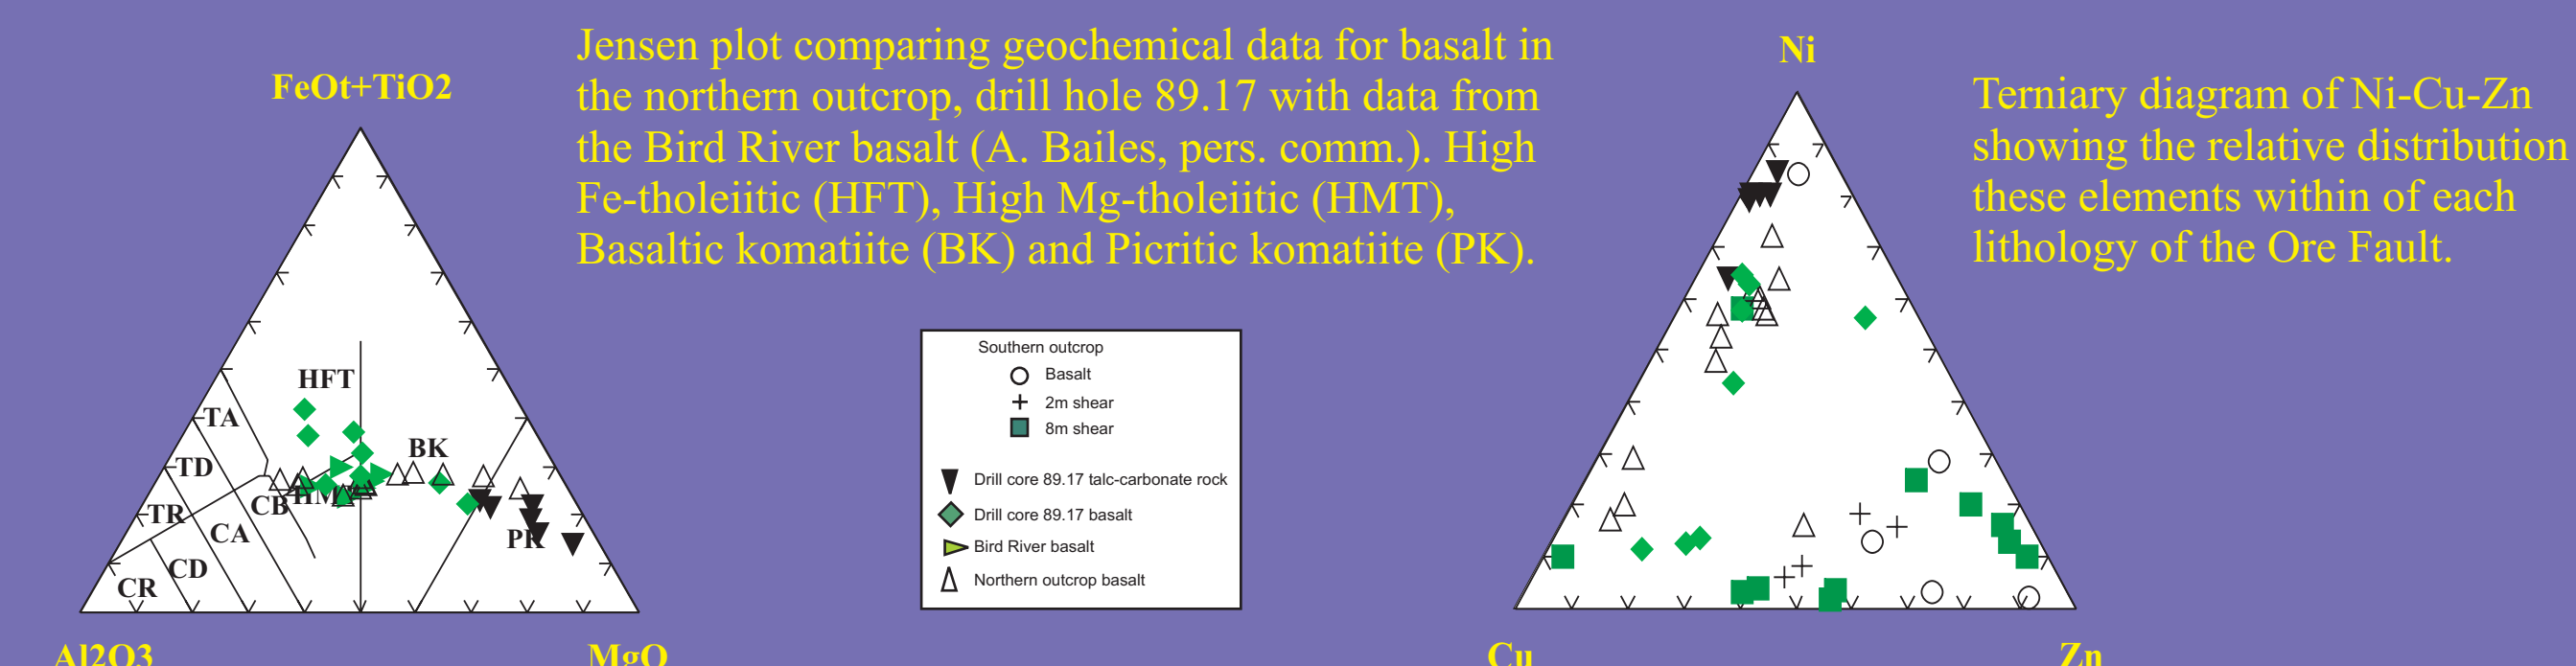 Jensen plot comparing geochemical data for basalt in
the northern outcrop, drill hole 89.17 with data from
the Bird River basalt (A. Bailes, pers. comm.). High
Fe-tholeiitic (HFT), High Mg-tholeiitic (HMT),
Basaltic komatiite (BK) and Picritic komatiite (PK).
FeOt+TiO2
HFT
TA
BK
TD
CB
HM
TR
CA
PK
CD
CR
Al2O3
MgO
Southern outcrop
Basalt
2m shear
8m shear
Drill core 89.17 talc-carbonate rock
Drill core 89.17 basalt
Bird River basalt
Northern outcrop basalt
Ni
Cu
Zn
Terniary diagram of Ni-Cu-Zn
showing the relative distribution
these elements within of each
lithology of the Ore Fault.